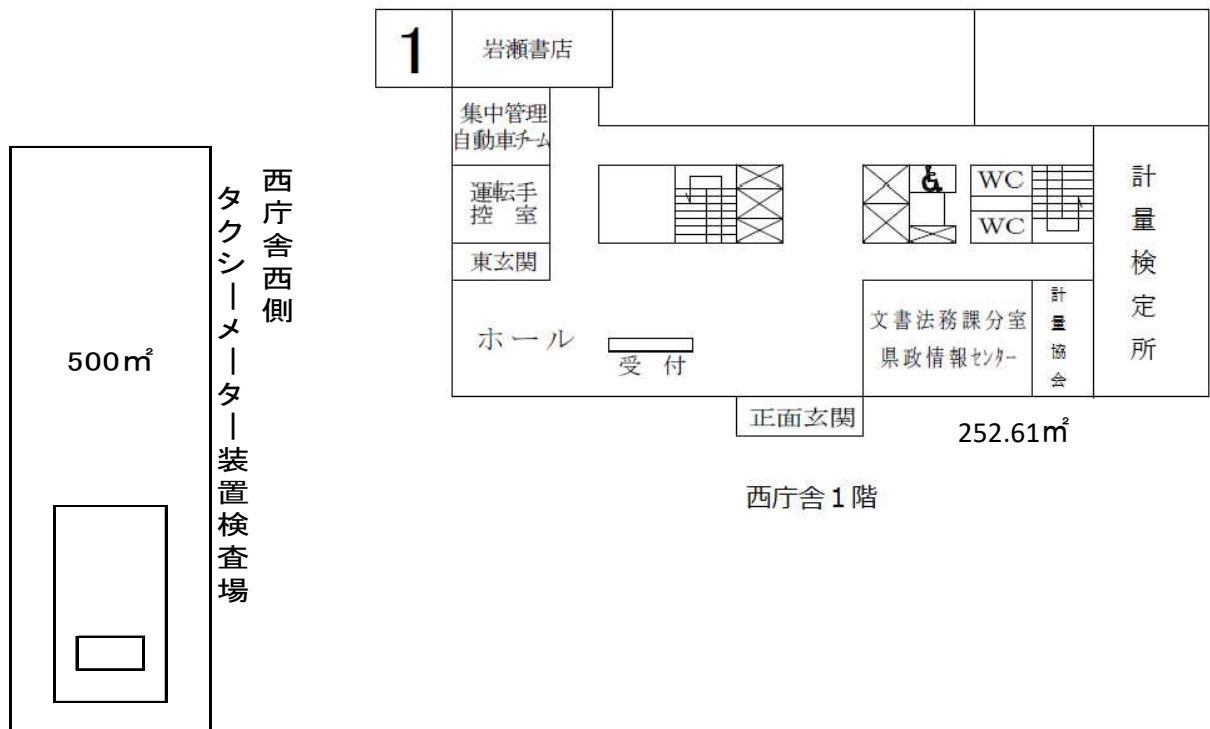 1
岩瀬書店
集中管理
自動車チーム
運転手
控 室
東玄関
ホール
受 付
WC
WC
計量検定所
文書法務課分室
県政情報センター
計量協会
正面玄関
252.61㎡
西庁舎1階
西庁舎西側
タクシーメーター装置検査場
500㎡